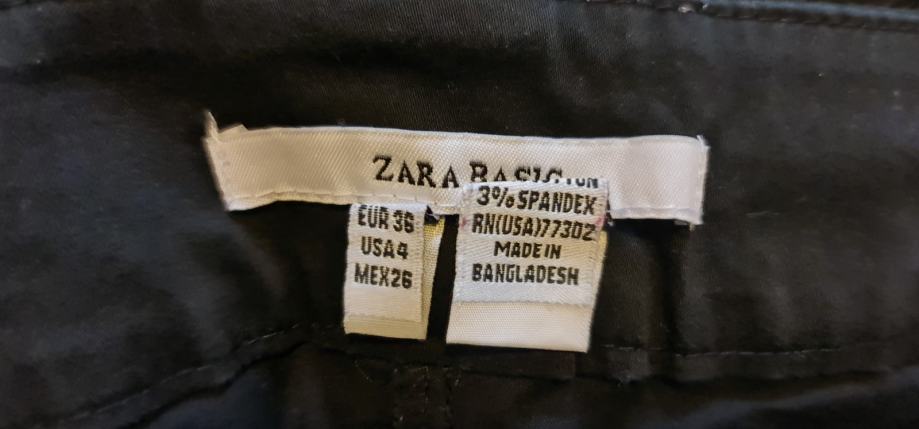 ZARA BASIC
EUR 36
USA 4
MEX 26
3% SPANDEX
RN(USA)77302
MADE IN
BANGLADESH